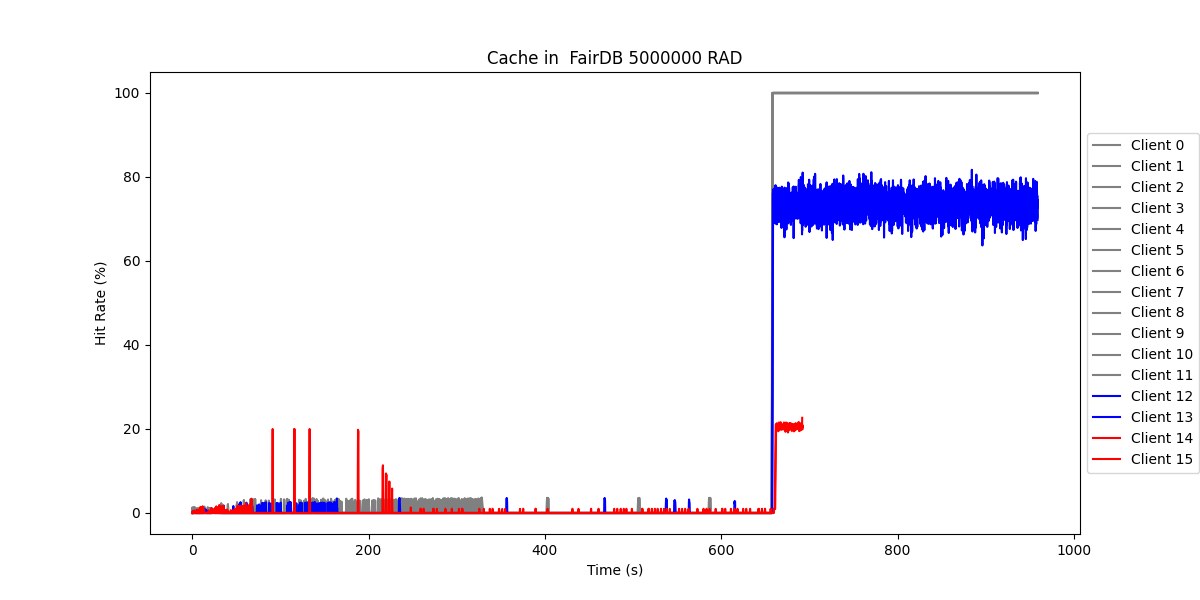 Cache in  FairDB 5000000 RAD
Hit Rate (%)
100
80
60
40
20
0
0 200 400 600 800 1000
Time (s)
Client 0
Client 1
Client 2
Client 3
Client 4
Client 5
Client 6
Client 7
Client 8
Client 9
Client 10
Client 11
Client 12
Client 13
Client 14
Client 15